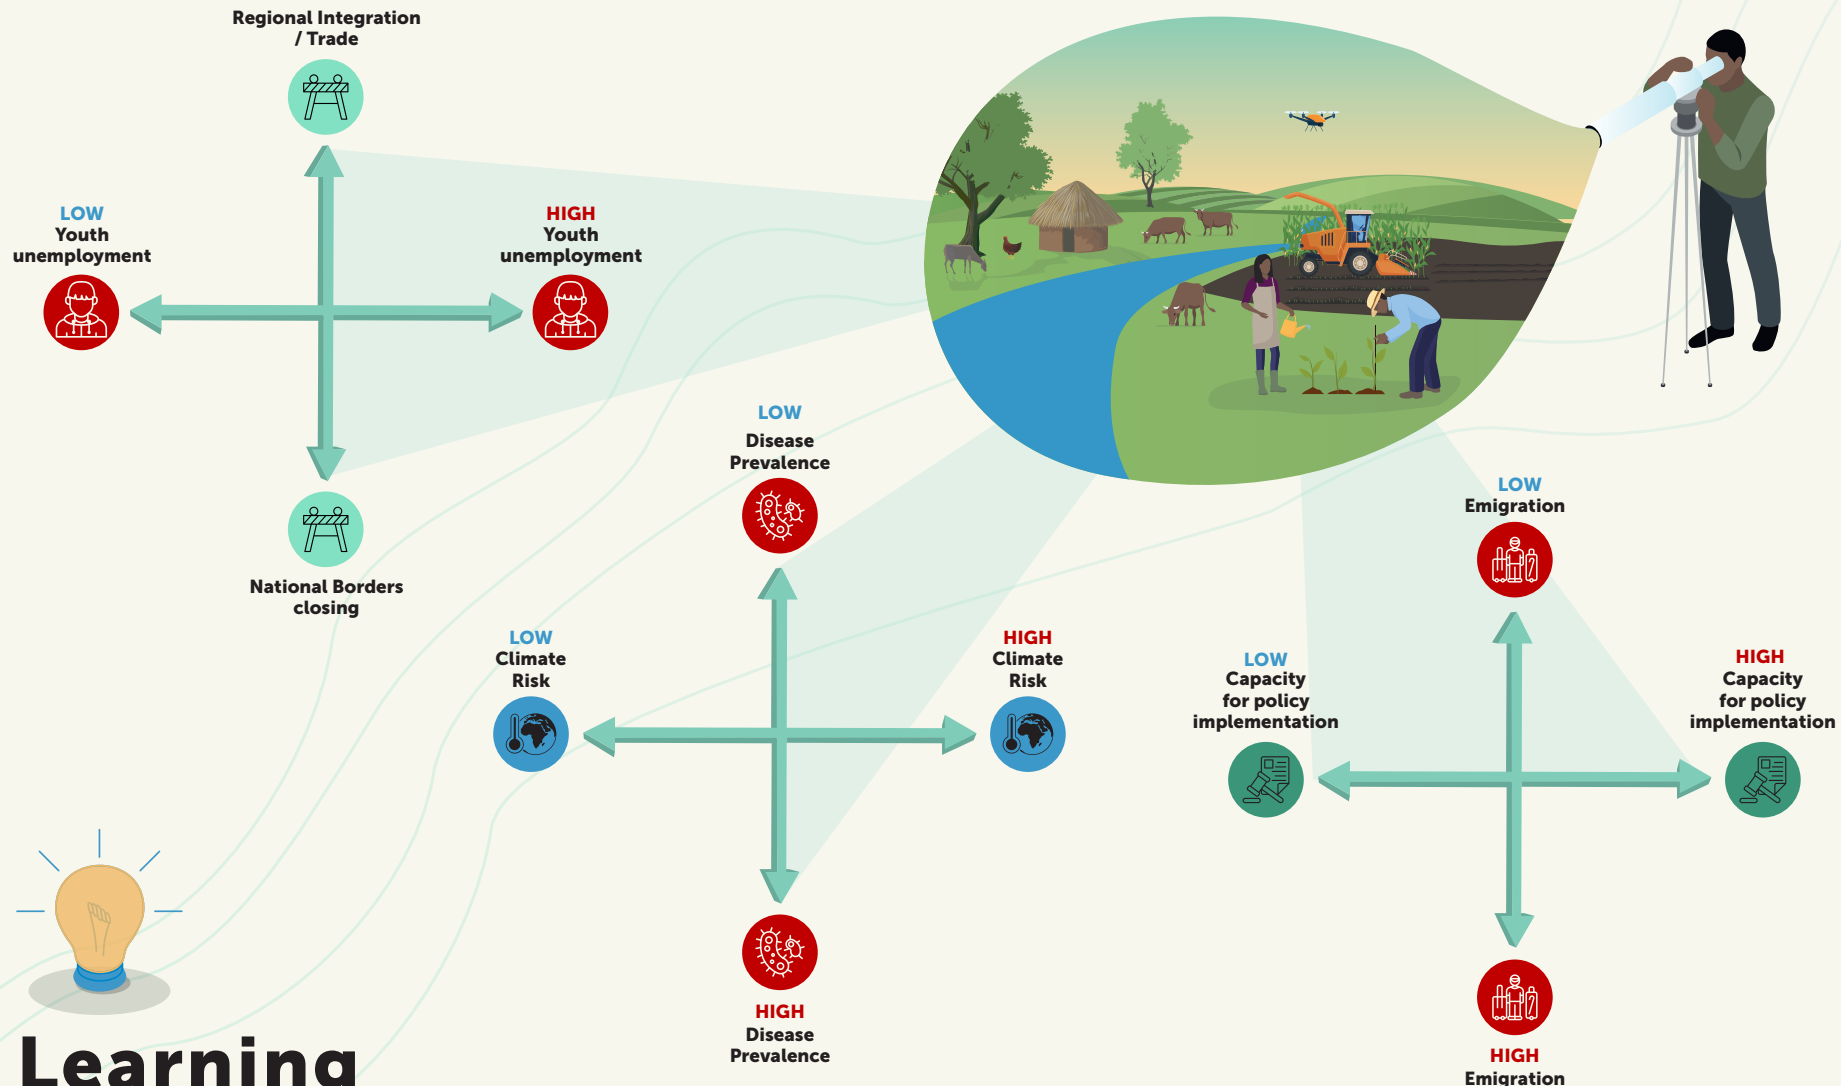 Regional Integration
/ Trade
LOW
Youth
unemployment
HIGH
Youth
unemployment
National Borders
closing
LOW
Disease
Prevalence
LOW
Climate
Risk
HIGH
Climate
Risk
HIGH
Disease
Prevalence
LOW
Emigration
LOW
Capacity
for policy
implementation
HIGH
Capacity
for policy
implementation
HIGH
Emigration
Learning